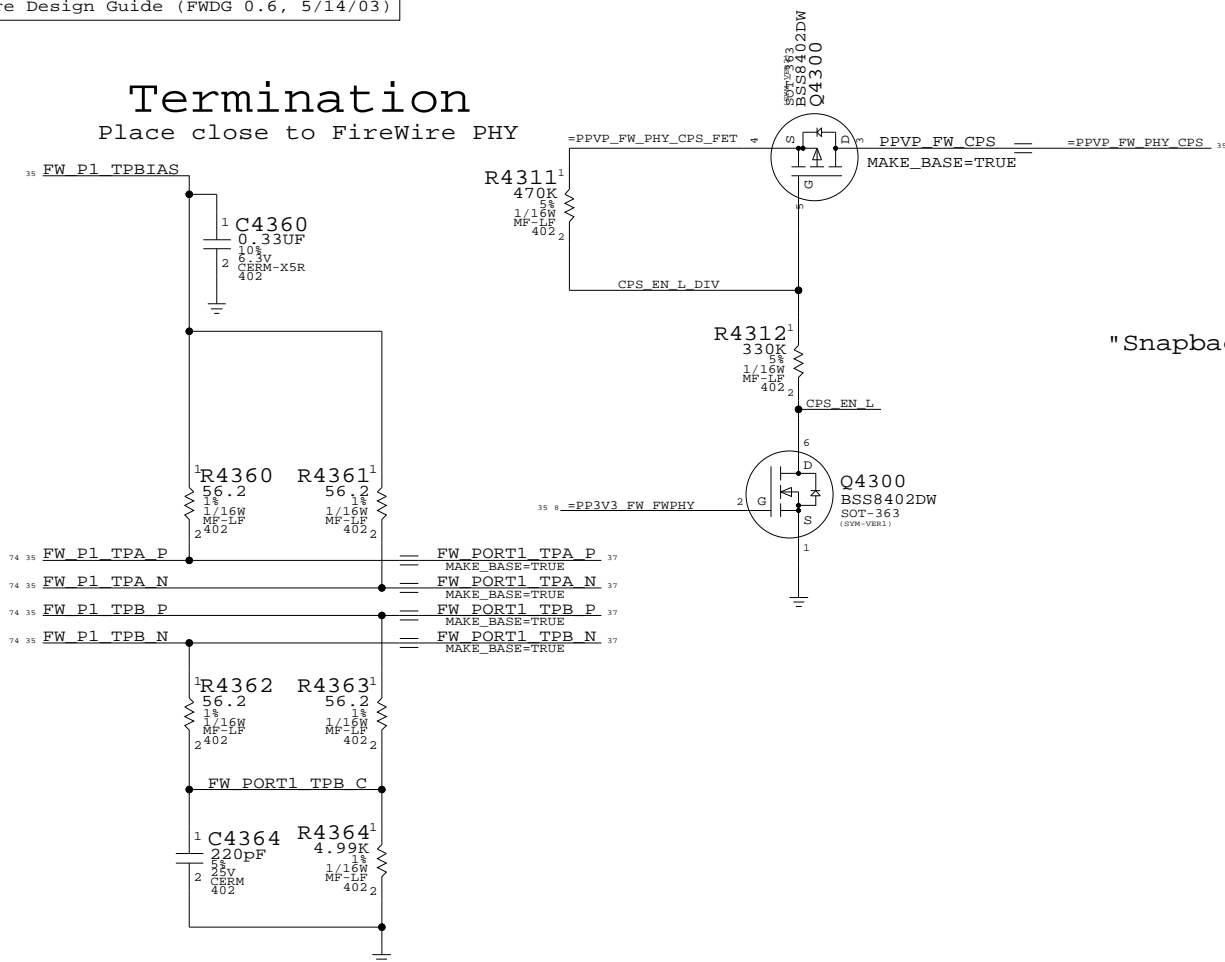 re Design Guide (FWDG 0.6, 5/14/03)
Termination
Place close to FireWire PHY
35 FW_P1_TPBIAS
1 C4360
0.33UF
10%
6.3V
2 CERM-X5R
402
1 R4360
56.2
1%
1/16W
MF-LF
2 402
R4361 1
56.2
1%
1/16W
MF-LF
402 2
74 35 FW_P1_TPA_P
FW_PORT1_TPA_P 37
MAKE_BASE=TRUE
74 35 FW_P1_TPA_N
FW_PORT1_TPA_N 37
MAKE_BASE=TRUE
74 35 FW_P1_TPB_P
FW_PORT1_TPB_P 37
MAKE_BASE=TRUE
74 35 FW_P1_TPB_N
FW_PORT1_TPB_N 37
MAKE_BASE=TRUE
1 R4362
56.2
1%
1/16W
MF-LF
2 402
R4363 1
56.2
1%
1/16W
MF-LF
402 2
FW_PORT1_TPB_C
1 C4364
220pF
5%
25V
2 CERM
402
R4364 1
4.99K
1%
1/16W
MF-LF
402 2
SOT-363
BSS8402DW
Q4300
=PPVP_FW_PHY_CPS_FET 4
S
D
3
G
5
PPVP_FW_CPS
MAKE_BASE=TRUE
=PPVP_FW_PHY_CPS 35
R4311 1
470K
5%
1/16W
MF-LF
402 2
CPS_EN_L_DIV
R4312 1
330K
5%
1/16W
MF-LF
402 2
CPS_EN_L
"Snapba
6
D
2 G
S
1
35 8 =PP3V3_FW_FWPHY
Q4300
BSS8402DW
SOT-363
(SYM-VER1)